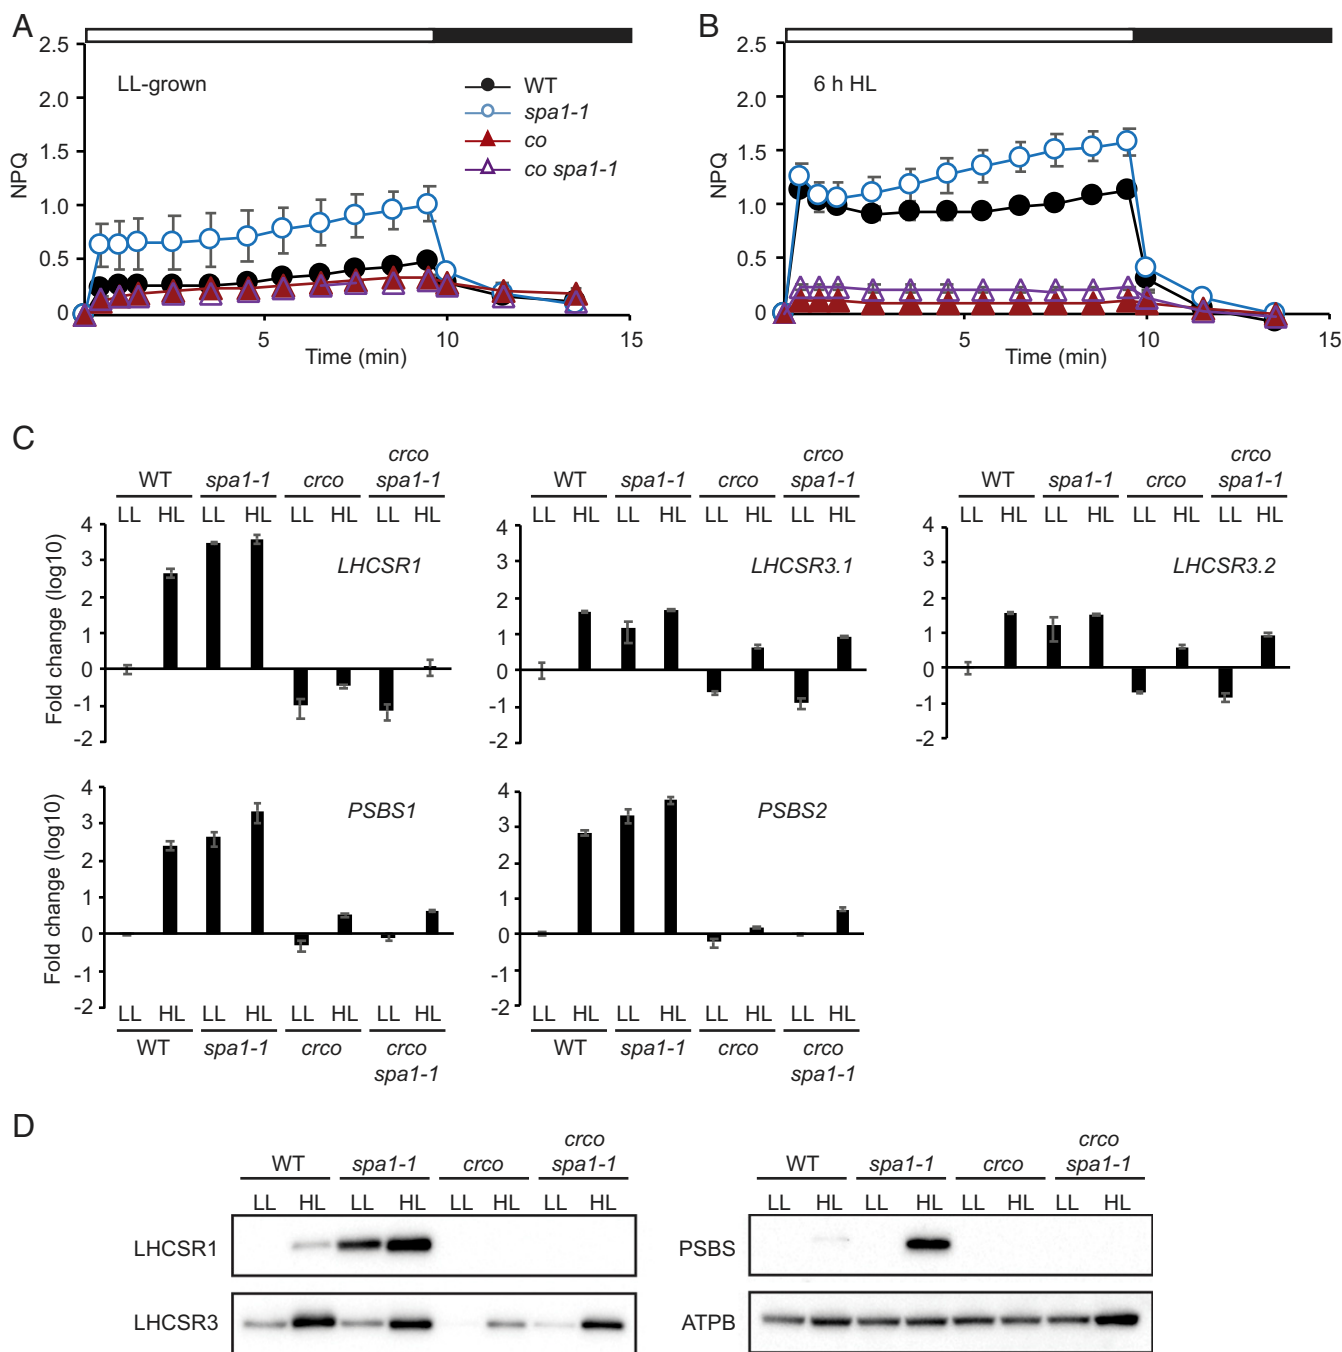 A
B
2.5
2.0
1.5
1.0
0.5
0
NPQ
LL-grown
WT
spa1-1
co
co spa1-1
5
10
15
Time (min)
2.5
2.0
1.5
1.0
0.5
0
NPQ
6 h HL
5
10
15
Time (min)
C
crco
WT spa1-1 crco spa1-1
LL HL LL HL LL HL LL HL
4
3
2
1
0
-1
-2
Fold change (log10)
LHCSR1
crco
WT spa1-1 crco spa1-1
LL HL LL HL LL HL LL HL
4
3
2
1
0
-1
-2
LHCSR3.1
crco
WT spa1-1 crco spa1-1
LL HL LL HL LL HL LL HL
4
3
2
1
0
-1
-2
LHCSR3.2
4
3
2
1
0
-1
-2
Fold change (log10)
PSBS1
LL HL LL HL LL HL LL HL
WT spa1-1 crco crco
spa1-1
4
3
2
1
0
-1
-2
PSBS2
LL HL LL HL LL HL LL HL
WT spa1-1 crco crco
spa1-1
D
crco
WT spa1-1 crco spa1-1
LL HL LL HL LL HL LL HL
LHCSR1
LHCSR3
crco
WT spa1-1 crco spa1-1
LL HL LL HL LL HL LL HL
PSBS
ATPB